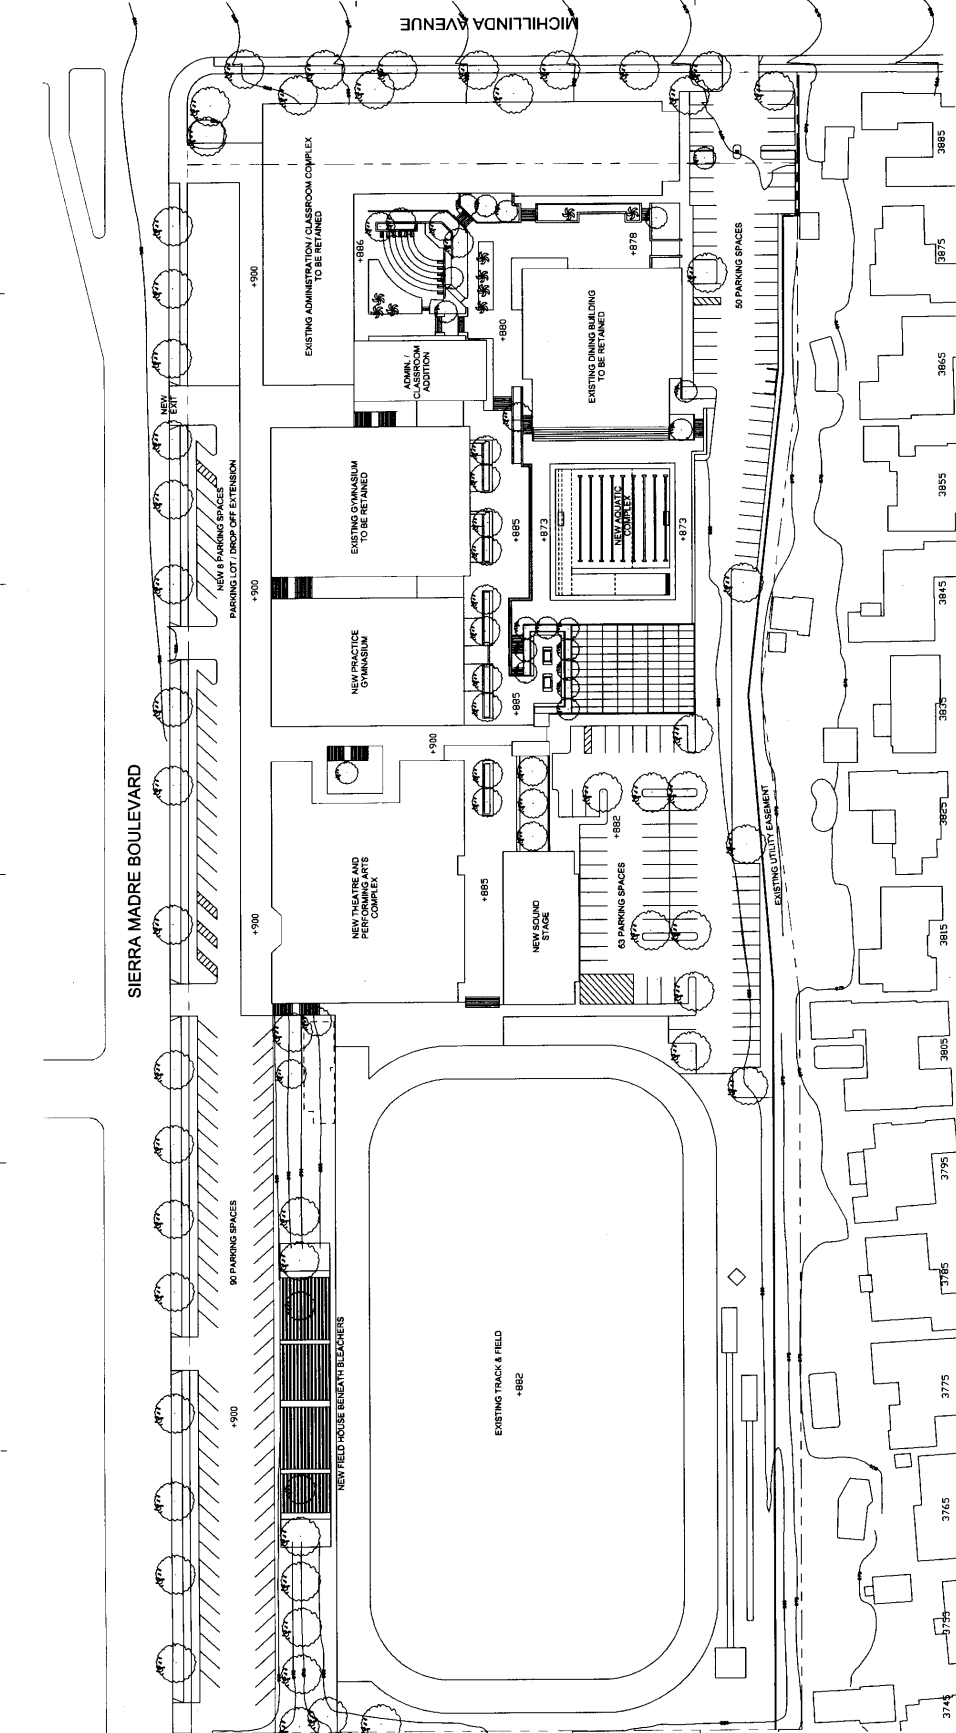 MICHILLINDA AVENUE
SIERRA MADRE BOULEVARD
EXISTING ADMINISTRATION / CLASSROOM COMPLEX
TO BE RETAINED
+900
+886
+878
+880
50 PARKING SPACES
EXISTING DINING BUILDING
TO BE RETAINED
ADMIN. /
CLASSROOM
ADDITION
NEW
EXIT
NEW 8 PARKING SPACES
PARKING LOT / DROP OFF EXTENSION
+900
EXISTING GYMNASIUM
TO BE RETAINED
+885
+873
NEW AQUATIC
COMPLEX
+873
NEW PRACTICE
GYMNASIUM
+885
+900
+882
EXISTING UTILITY EASEMENT
NEW THEATRE AND
PERFORMING ARTS
COMPLEX
+900
+885
NEW SOUND
STAGE
63 PARKING SPACES
90 PARKING SPACES
+900
NEW FIELD HOUSE BENEATH BLEACHERS
EXISTING TRACK & FIELD
+882
3885
3875
3865
3855
3845
3835
3825
3815
3805
3795
3785
3775
3765
3755
3745